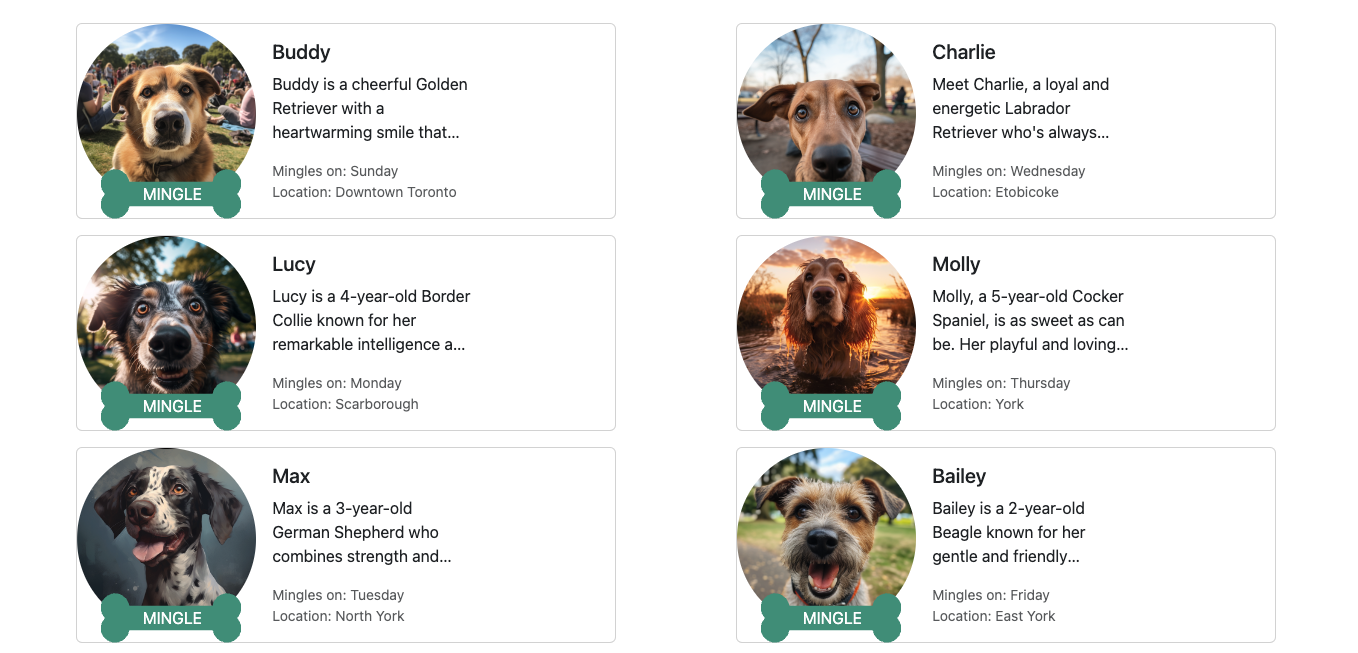 Buddy
Buddy is a cheerful Golden
Retriever with a
heartwarming smile that...
Mingles on: Sunday
Location: Downtown Toronto
MINGLE
Charlie
Meet Charlie, a loyal and
energetic Labrador
Retriever who's always...
Mingles on: Wednesday
Location: Etobicoke
MINGLE
Lucy
Lucy is a 4-year-old Border
Collie known for her
remarkable intelligence a...
Mingles on: Monday
Location: Scarborough
MINGLE
Molly
Molly, a 5-year-old Cocker
Spaniel, is as sweet as can
be. Her playful and loving...
Mingles on: Thursday
Location: York
MINGLE
Max
Max is a 3-year-old
German Shepherd who
combines strength and...
Mingles on: Tuesday
Location: North York
MINGLE
Bailey
Bailey is a 2-year-old
Beagle known for her
gentle and friendly...
Mingles on: Friday
Location: East York
MINGLE